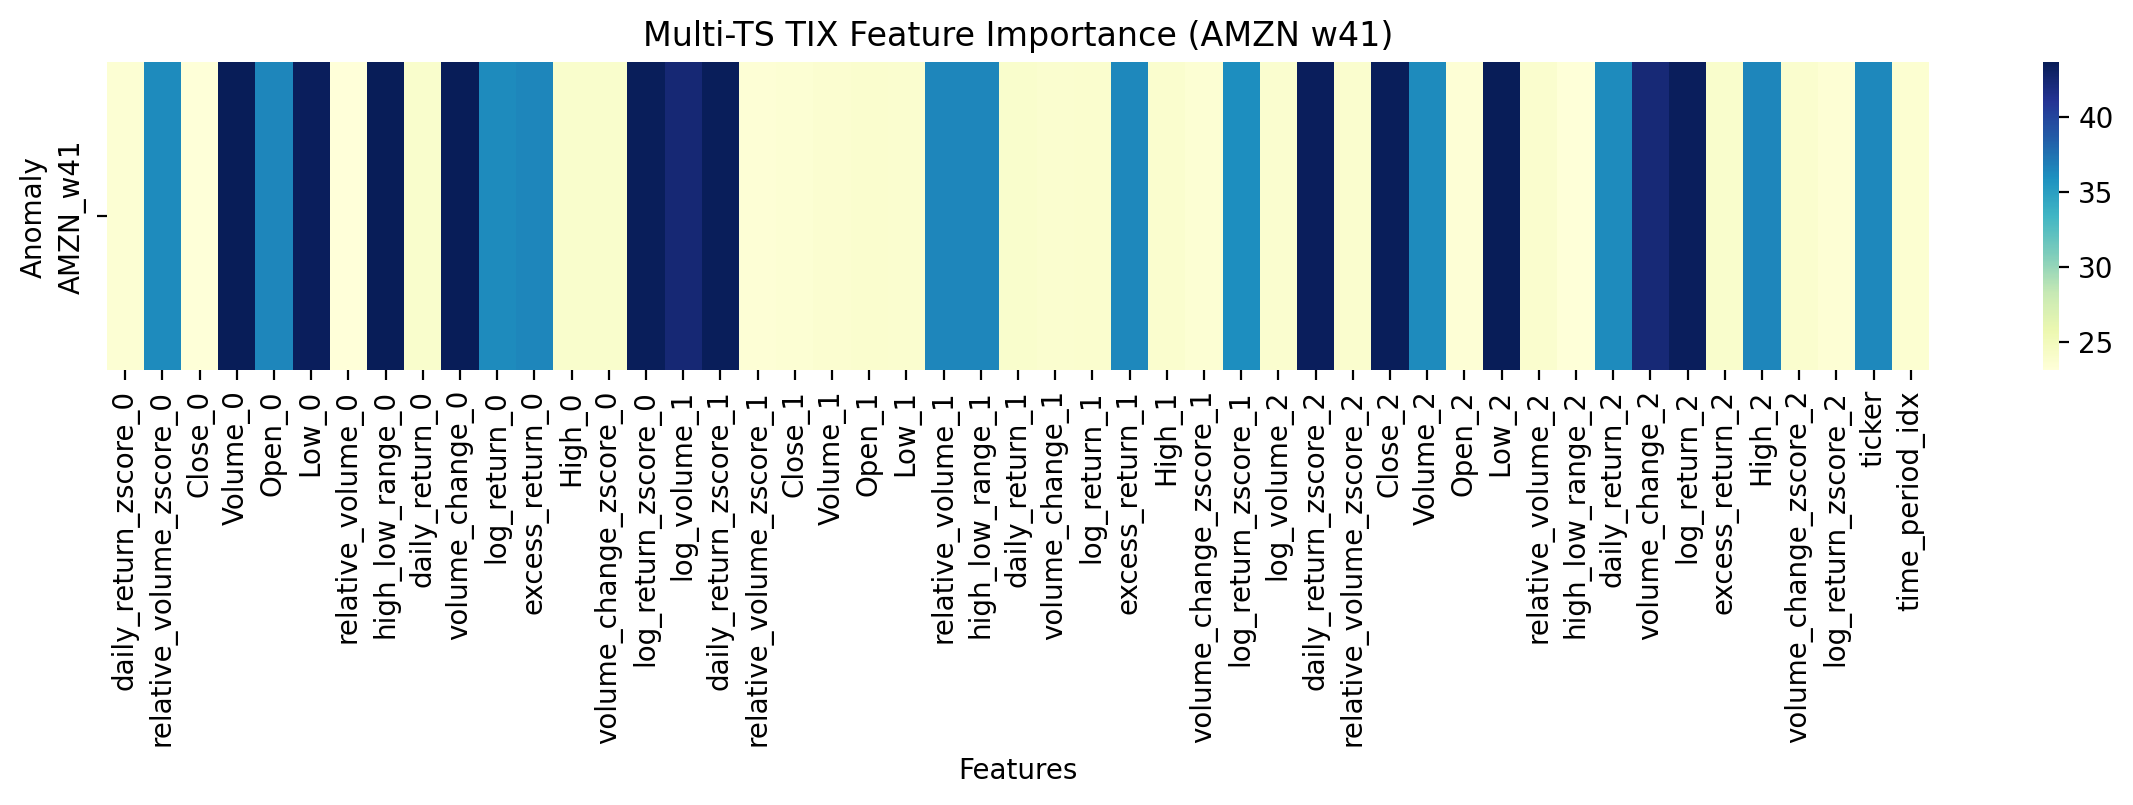 Multi-TS TIX Feature Importance (AMZN w41)
Anomaly
AMZN_w41
40
35
30
25
daily_return_zscore_0
relative_volume_zscore_0
Close_0
Volume_0
Open_0
Low_0
relative_volume_0
high_low_range_0
daily_return_0
volume_change_0
log_return_0
excess_return_0
High_0
volume_change_zscore_0
log_return_zscore_0
log_volume_1
daily_return_zscore_1
relative_volume_zscore_1
Close_1
Volume_1
Open_1
Low_1
relative_volume_1
high_low_range_1
daily_return_1
volume_change_1
log_return_1
excess_return_1
High_1
volume_change_zscore_1
log_return_zscore_1
log_volume_2
daily_return_zscore_2
relative_volume_zscore_2
Close_2
Volume_2
Open_2
Low_2
relative_volume_2
high_low_range_2
daily_return_2
volume_change_2
log_return_2
excess_return_2
High_2
volume_change_zscore_2
log_return_zscore_2
ticker
time_period_idx
Features